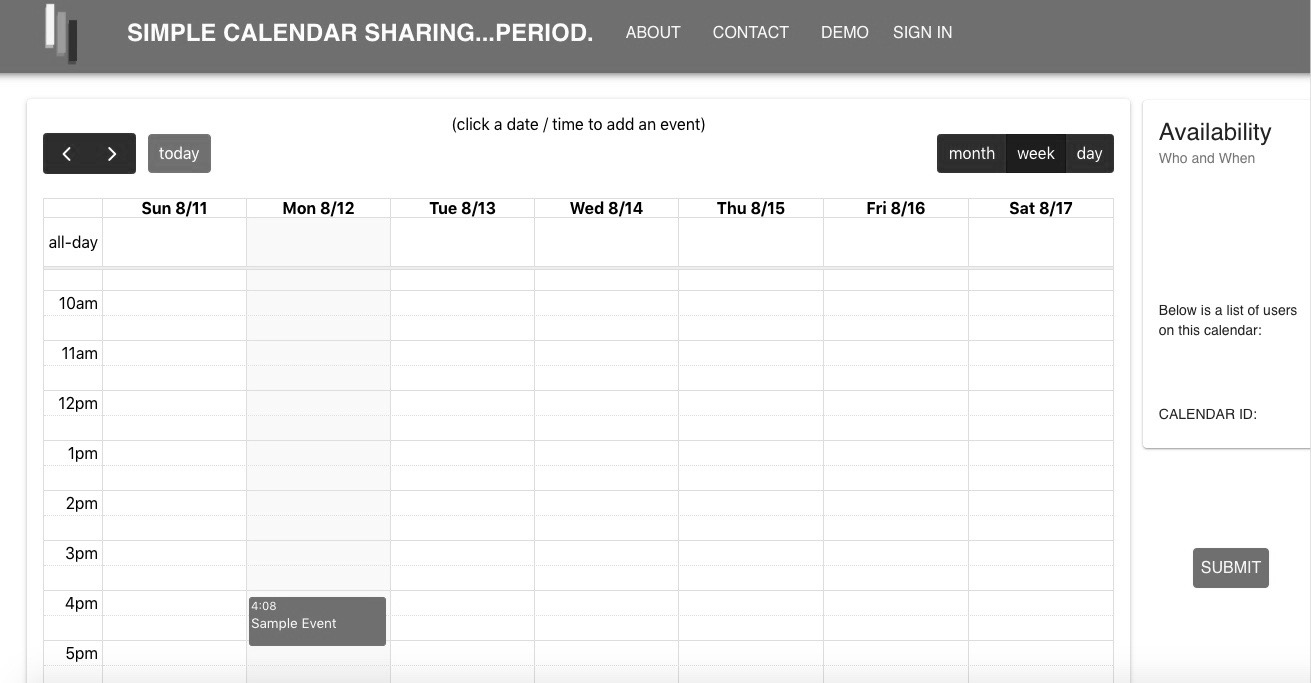 SIMPLE CALENDAR SHARING...PERIOD. ABOUT CONTACT DEMO SIGN IN
(click a date / time to add an event)
today
month week day
Sun 8/11 Mon 8/12 Tue 8/13 Wed 8/14 Thu 8/15 Fri 8/16 Sat 8/17
all-day
10am
11am
12pm
1pm
2pm
3pm
4pm
4:08
Sample Event
5pm
Availability
Who and When
Below is a list of users
on this calendar:
CALENDAR ID:
SUBMIT